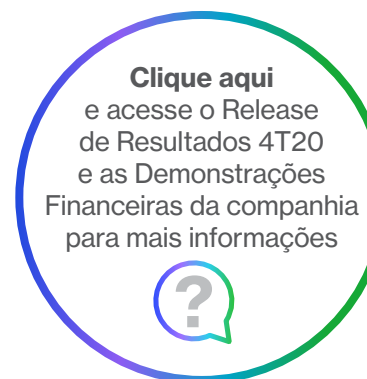 Clique aqui
e acesse o Release
de Resultados 4T20
e as Demonstrações
Financeiras da companhia
para mais informações
?